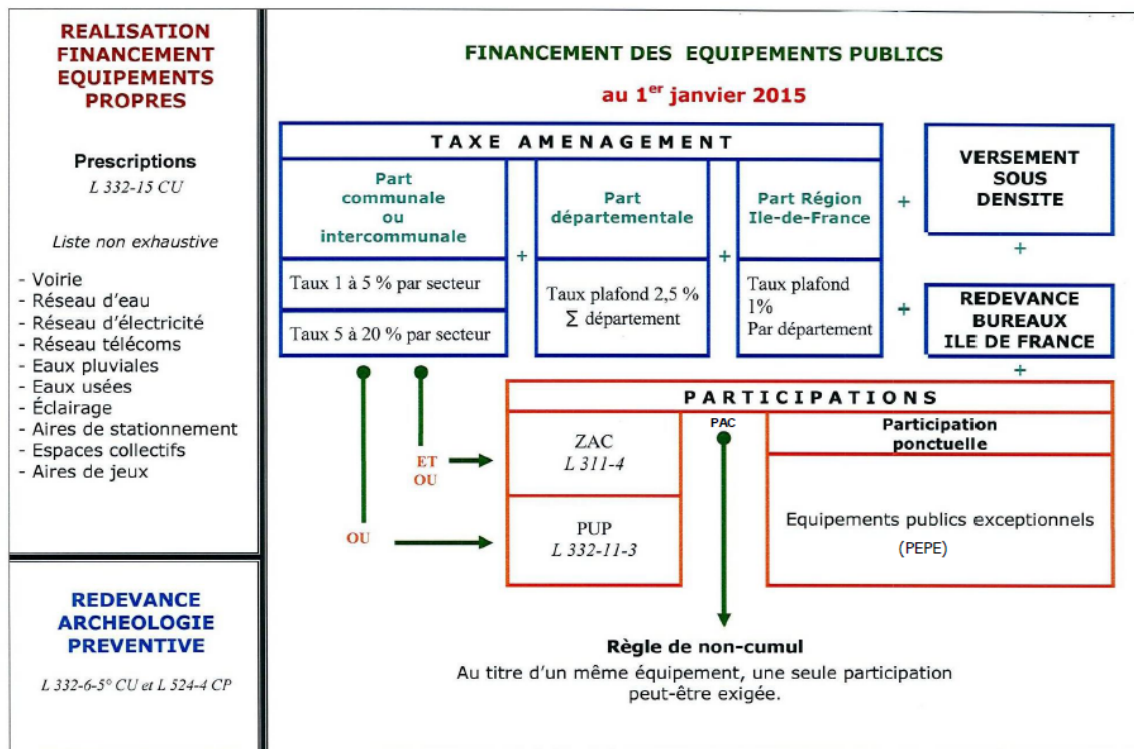 REALISATION
FINANCEMENT
EQUIPEMENTS
PROPRES
Prescriptions
L 332-15 CU
Liste non exhaustive
- Voirie
- Réseau d'eau
- Réseau d'électricité
- Réseau télécoms
- Eaux pluviales
- Eaux usées
- Éclairage
- Aires de stationnement
- Espaces collectifs
- Aires de jeux
REDEVANCE
ARCHEOLOGIE
PREVENTIVE
L 332-6-5° CU et L 524-4 CP
FINANCEMENT DES EQUIPEMENTS PUBLICS
au 1er janvier 2015
TAXE AMENAGEMENT
Part
communale
ou
intercommunale
Taux 1 à 5 % par secteur
Taux 5 à 20 % par secteur
+
Part
départementale
Taux plafond 2,5 %
Σ département
+
Part Région
Ile-de-France
Taux plafond
1%
Par département
+
VERSEMENT
SOUS
DENSITE
+
+
REDEVANCE
BUREAUX
ILE DE FRANCE
+
PARTICIPATIONS
ET
OU
ZAC
L 311-4
OU
PUP
L 332-11-3
PAC
Participation
ponctuelle
Equipements publics exceptionnels
(PEPE)
Règle de non-cumul
Au titre d'un même équipement, une seule participation
peut-être exigée.